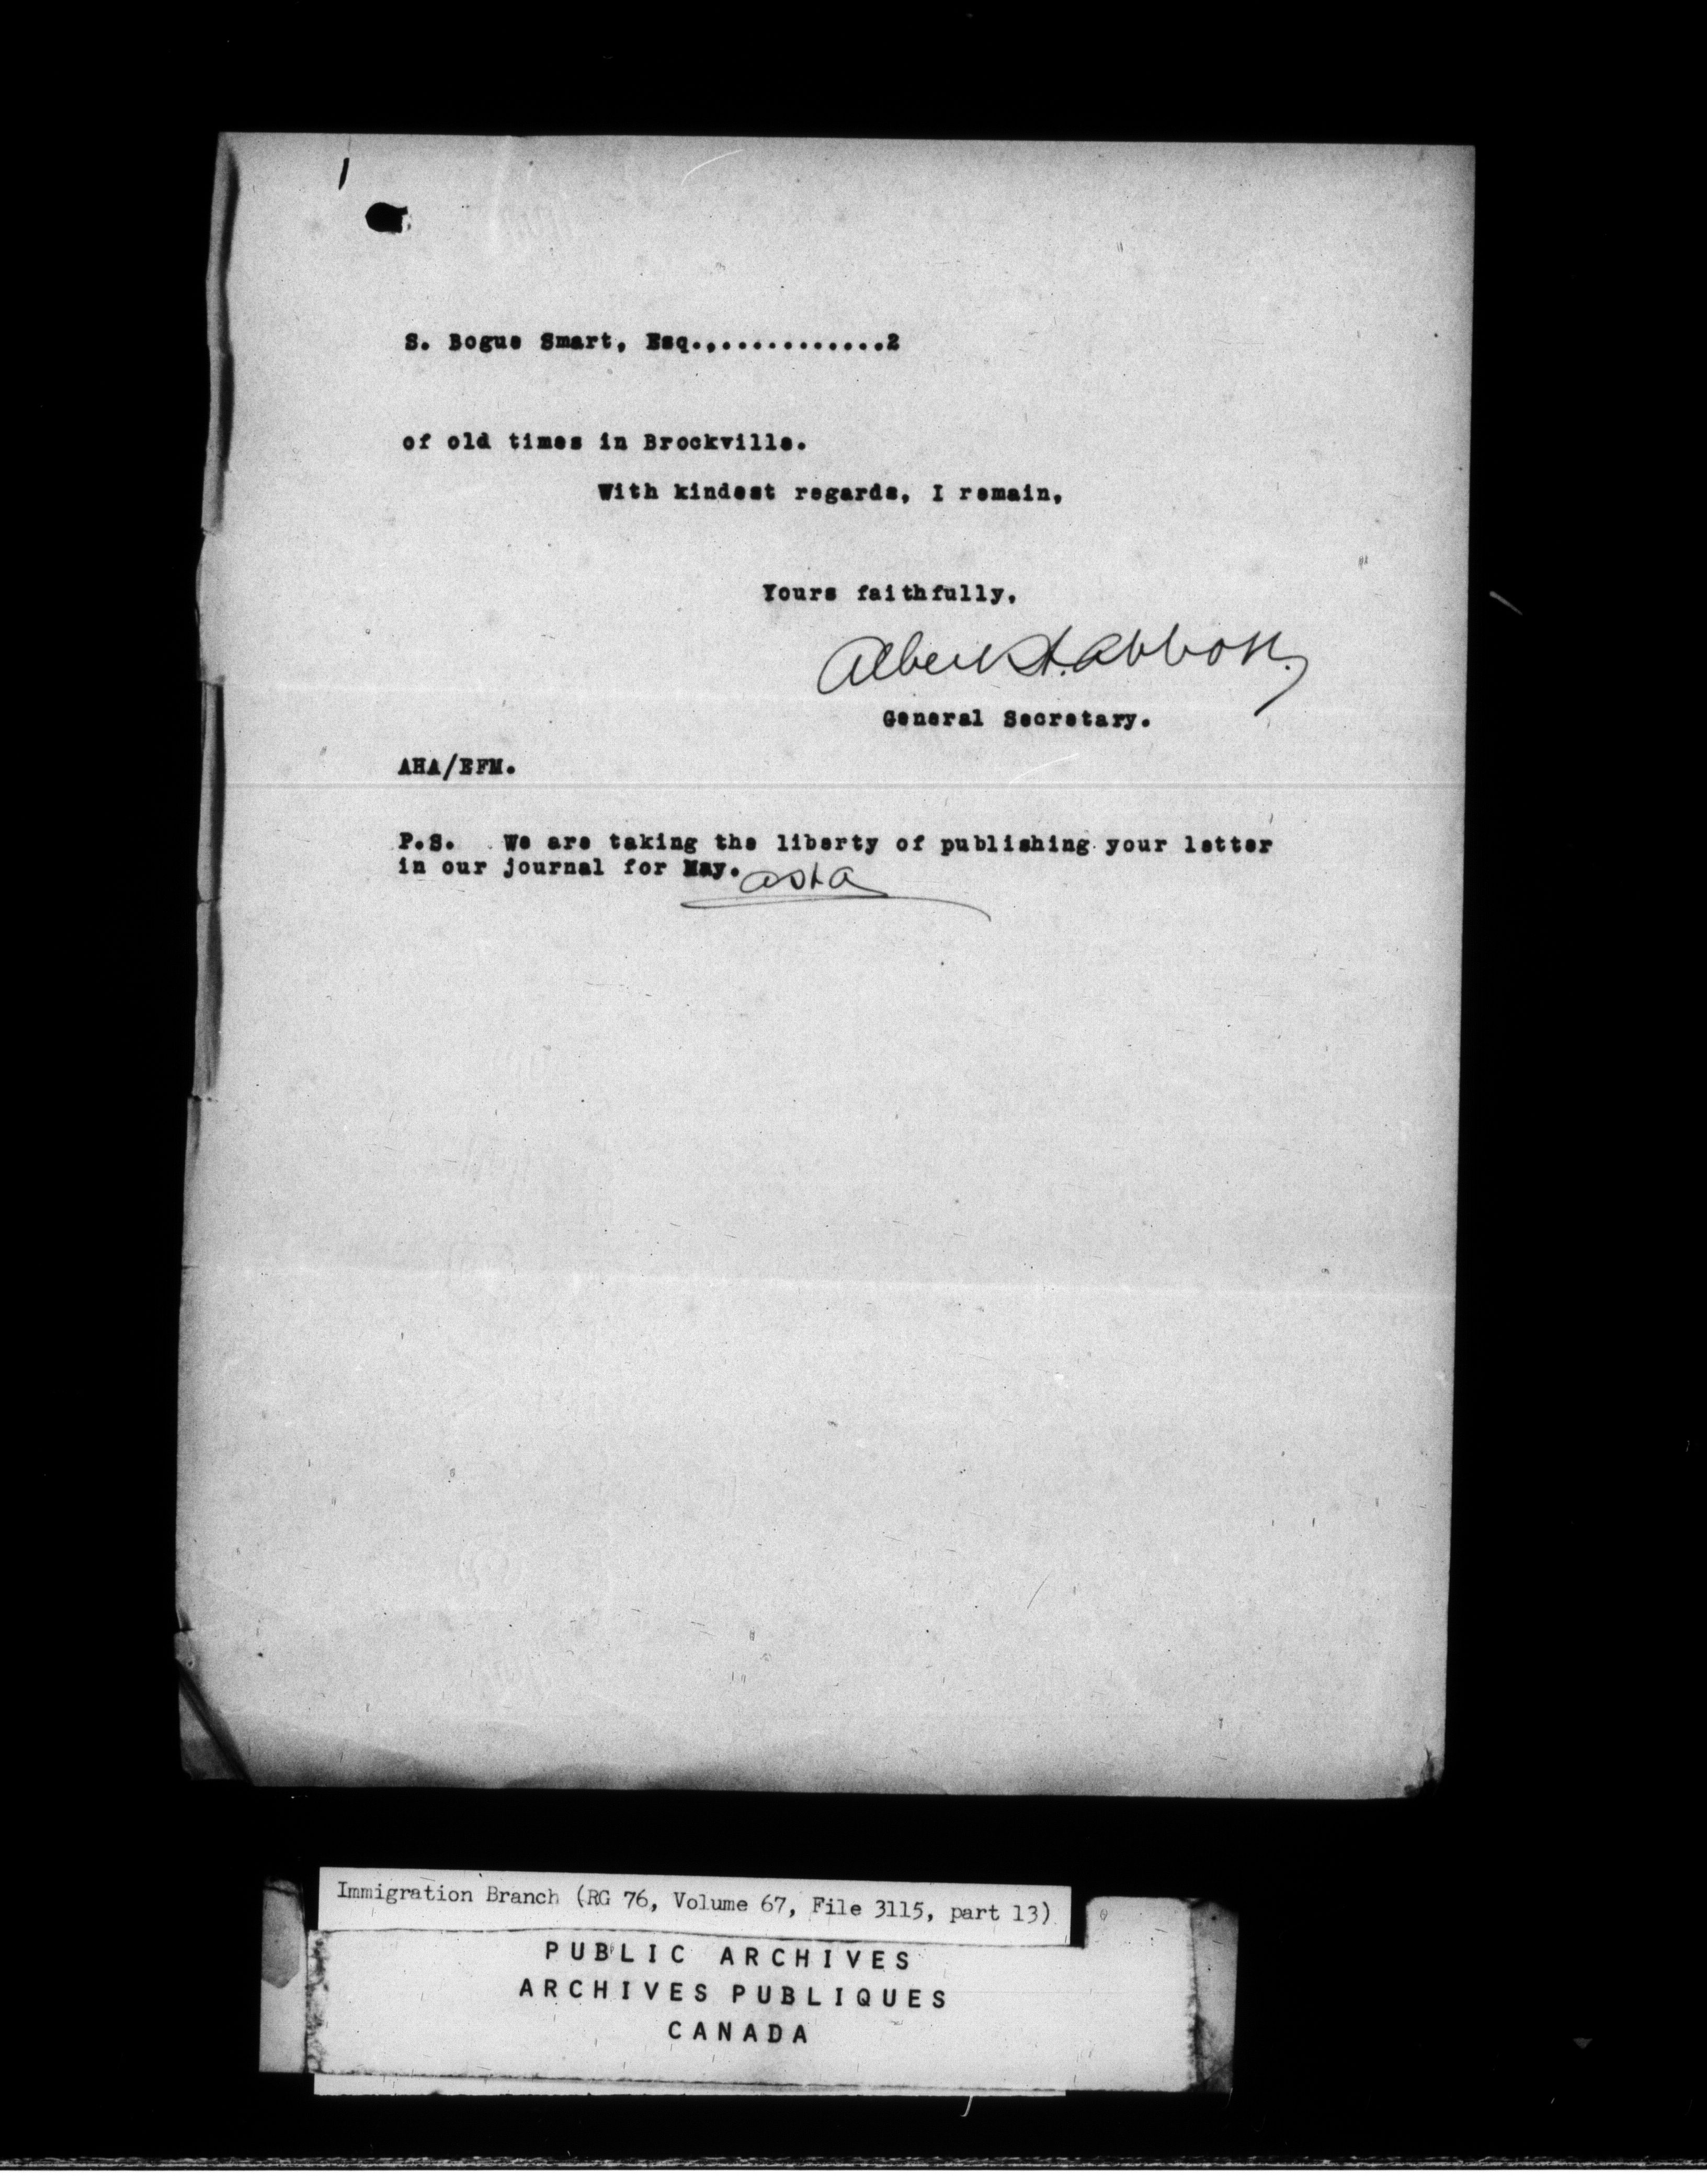 S. Bogue Smart, Esq..............2
of old times in Brockville.
With kindest regards, I remain,
Yours faithfully,
Albert H. Abbott.
General Secretary.
AHA/EFM.
P.S. We are taking the liberty of publishing your letter
in our journal for May. AHA
Immigration Branch (RG 76, Volume 67, File 3115, part 13)
PUBLIC ARCHIVES
ARCHIVES PUBLIQUES
CANADA